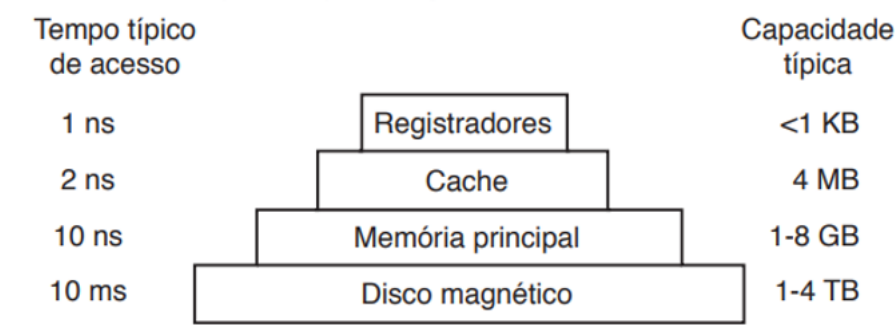 Tempo típico
de acesso
Capacidade
típica
1 ns
Registradores
<1 KB
2 ns
Cache
4 MB
10 ns
Memória principal
1-8 GB
10 ms
Disco magnético
1-4 TB